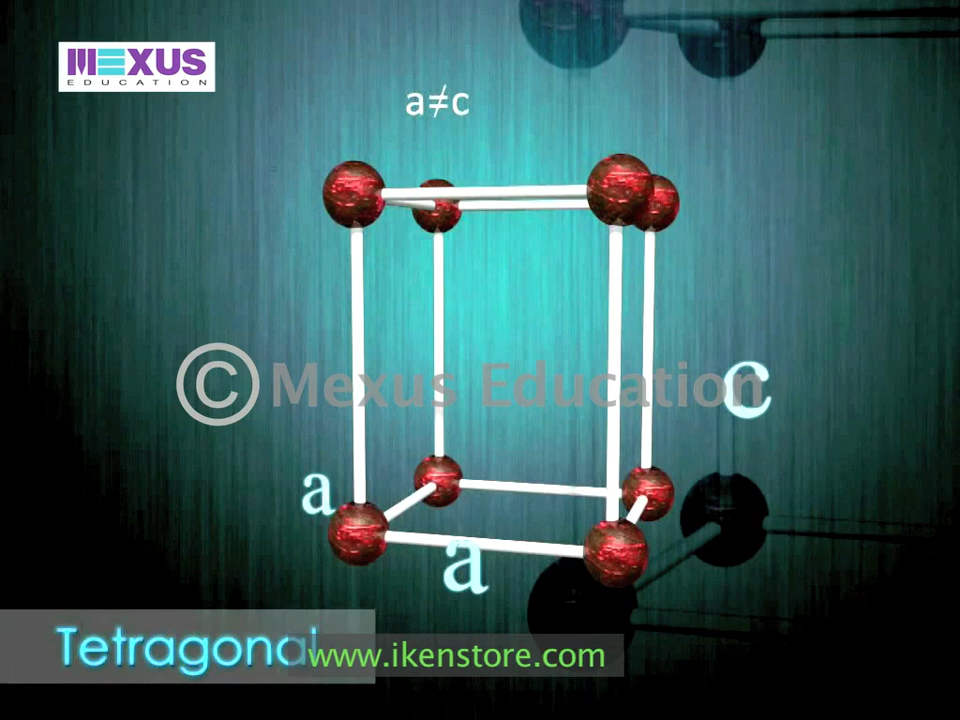 MEXUS
EDUCATION
a≠c
© Mexus Education
c
a
a
Tetragonal
www.ikenstore.com